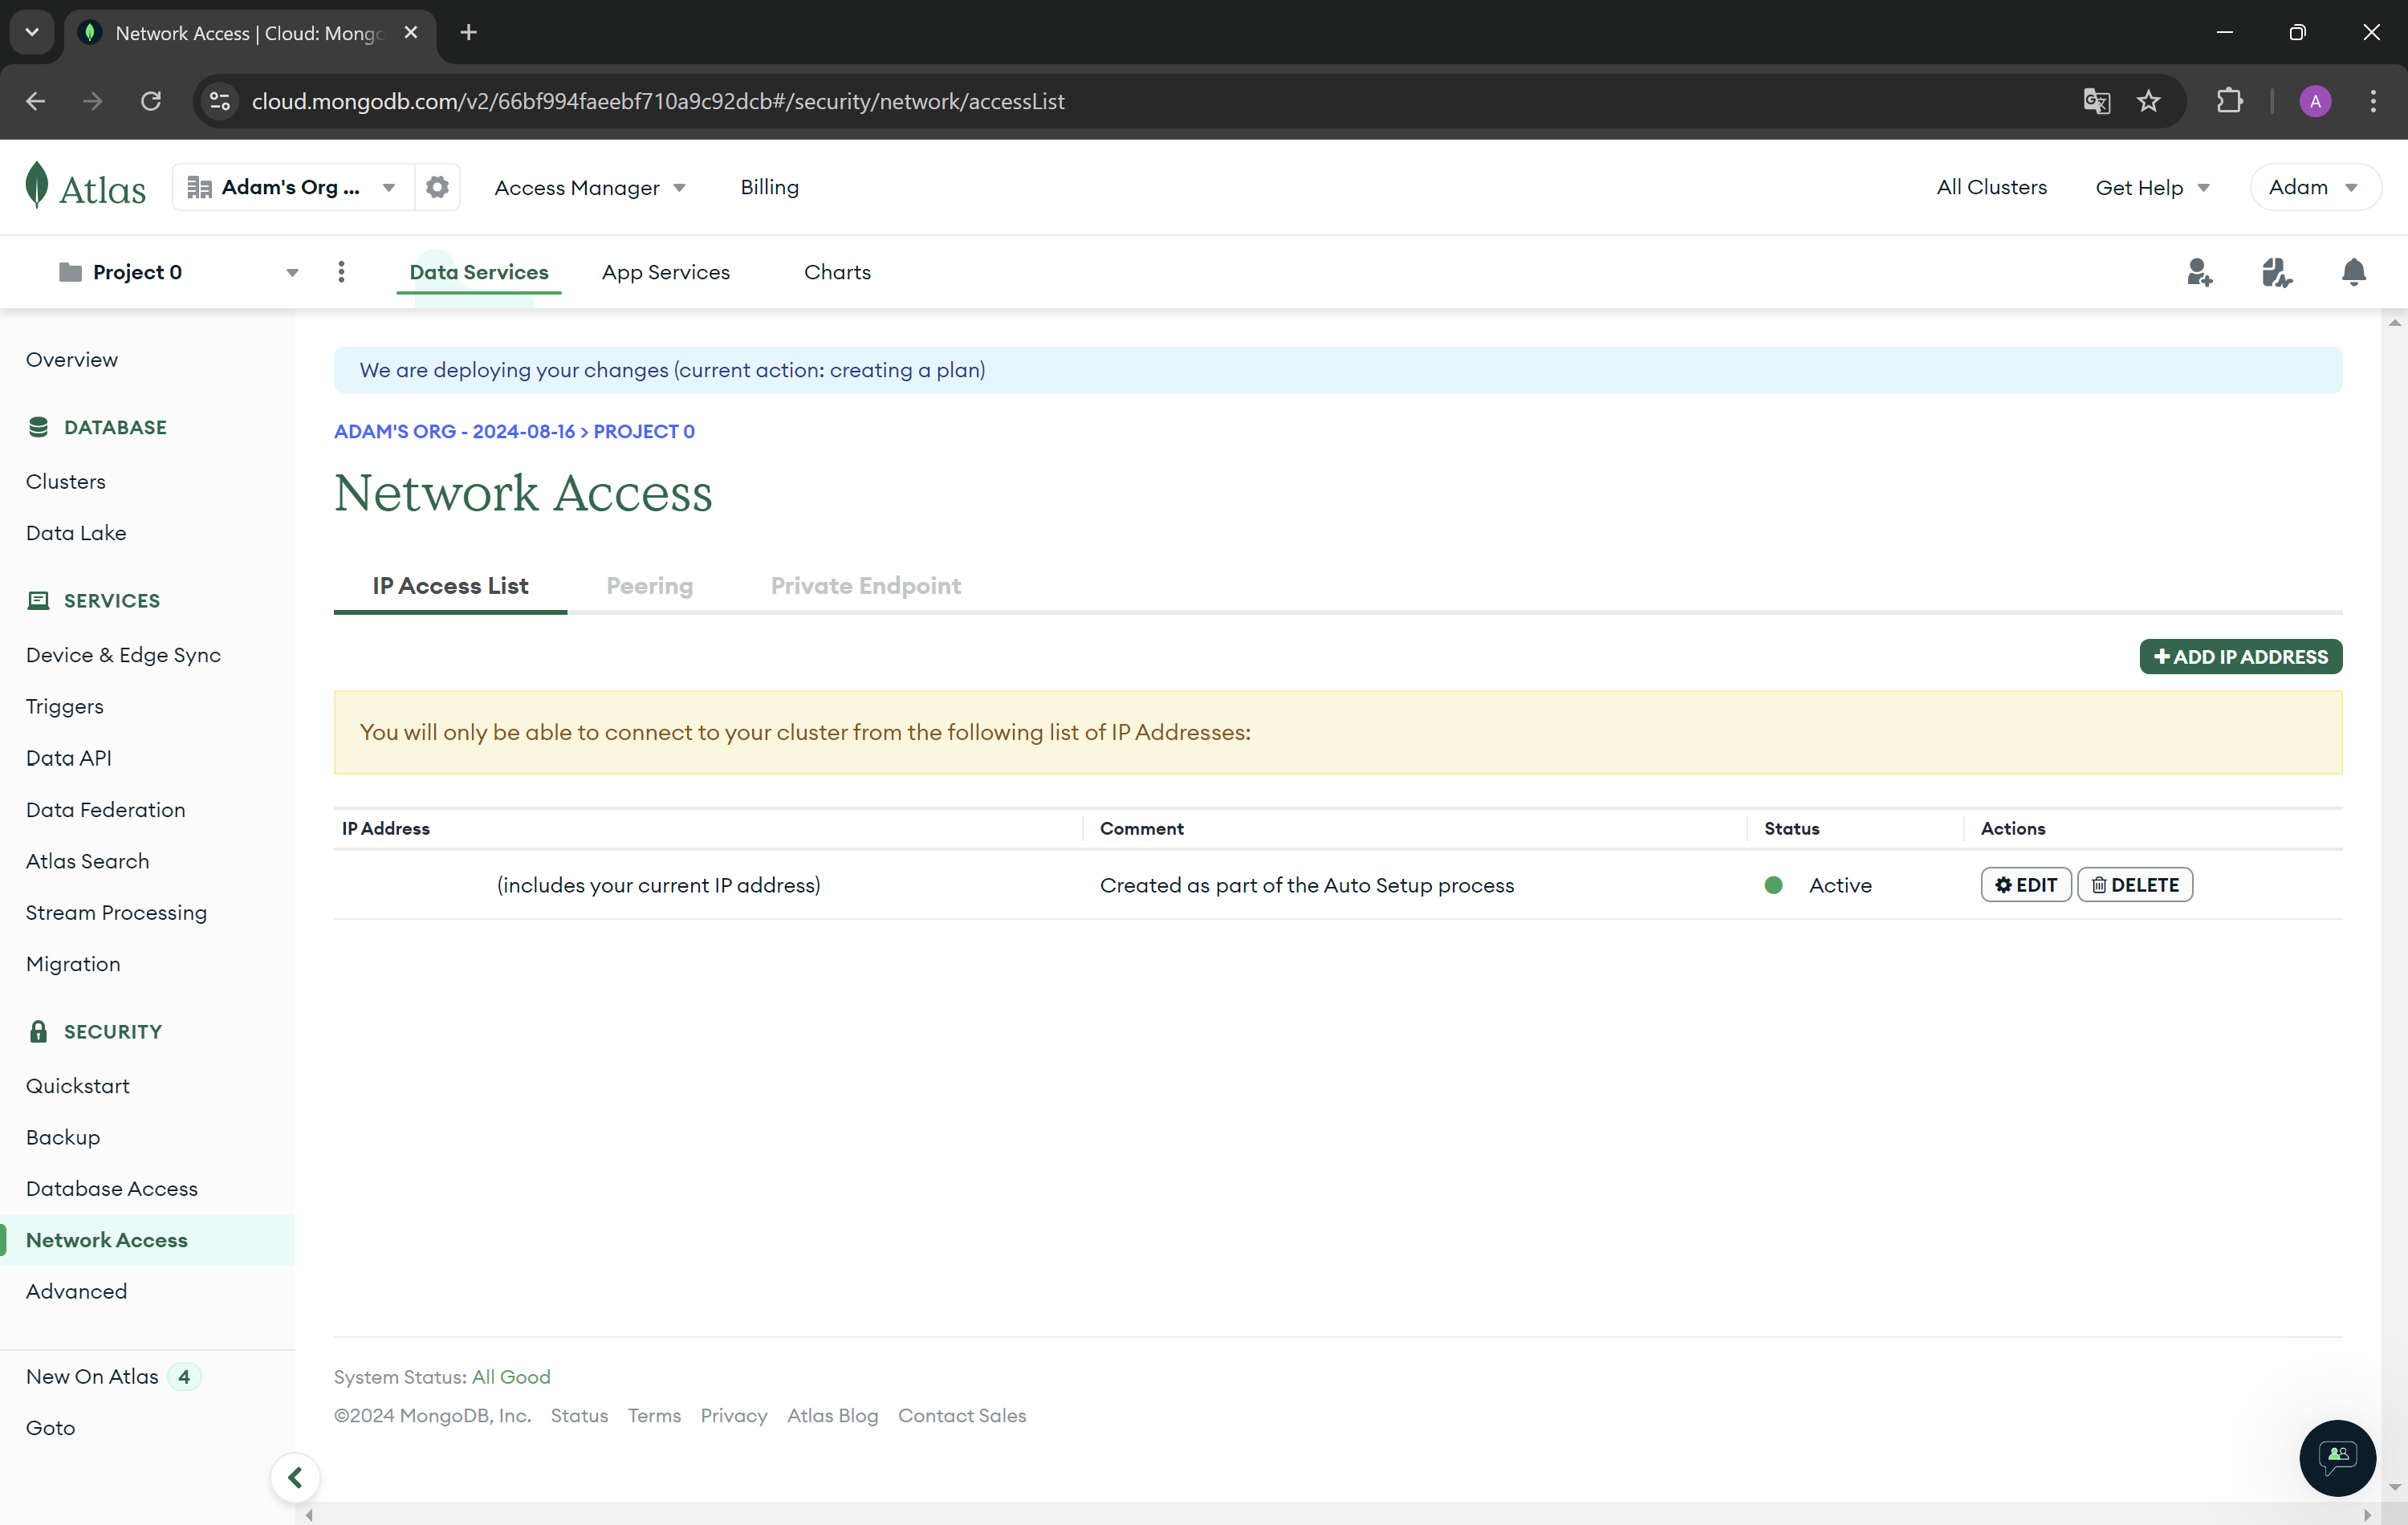 Network Access | Cloud: Mong
cloud.mongodb.com/v2/66bf994faeebf710a9c92dcb#/security/network/accessList
A
Atlas
Adam's Org ...
Access Manager
Billing
All Clusters
Get Help
Adam
Project 0
Data Services
App Services
Charts
Overview
DATABASE
Clusters
Data Lake
SERVICES
Device & Edge Sync
Triggers
Data API
Data Federation
Atlas Search
Stream Processing
Migration
SECURITY
Quickstart
Backup
Database Access
Network Access
Advanced
New On Atlas 4
Goto
We are deploying your changes (current action: creating a plan)
ADAM'S ORG - 2024-08-16 > PROJECT 0
Network Access
IP Access List
Peering
Private Endpoint
ADD IP ADDRESS
You will only be able to connect to your cluster from the following list of IP Addresses:
IP Address
Comment
Status
Actions
(includes your current IP address)
Created as part of the Auto Setup process
Active
EDIT
DELETE
System Status: All Good
©2024 MongoDB, Inc.
Status
Terms
Privacy
Atlas Blog
Contact Sales